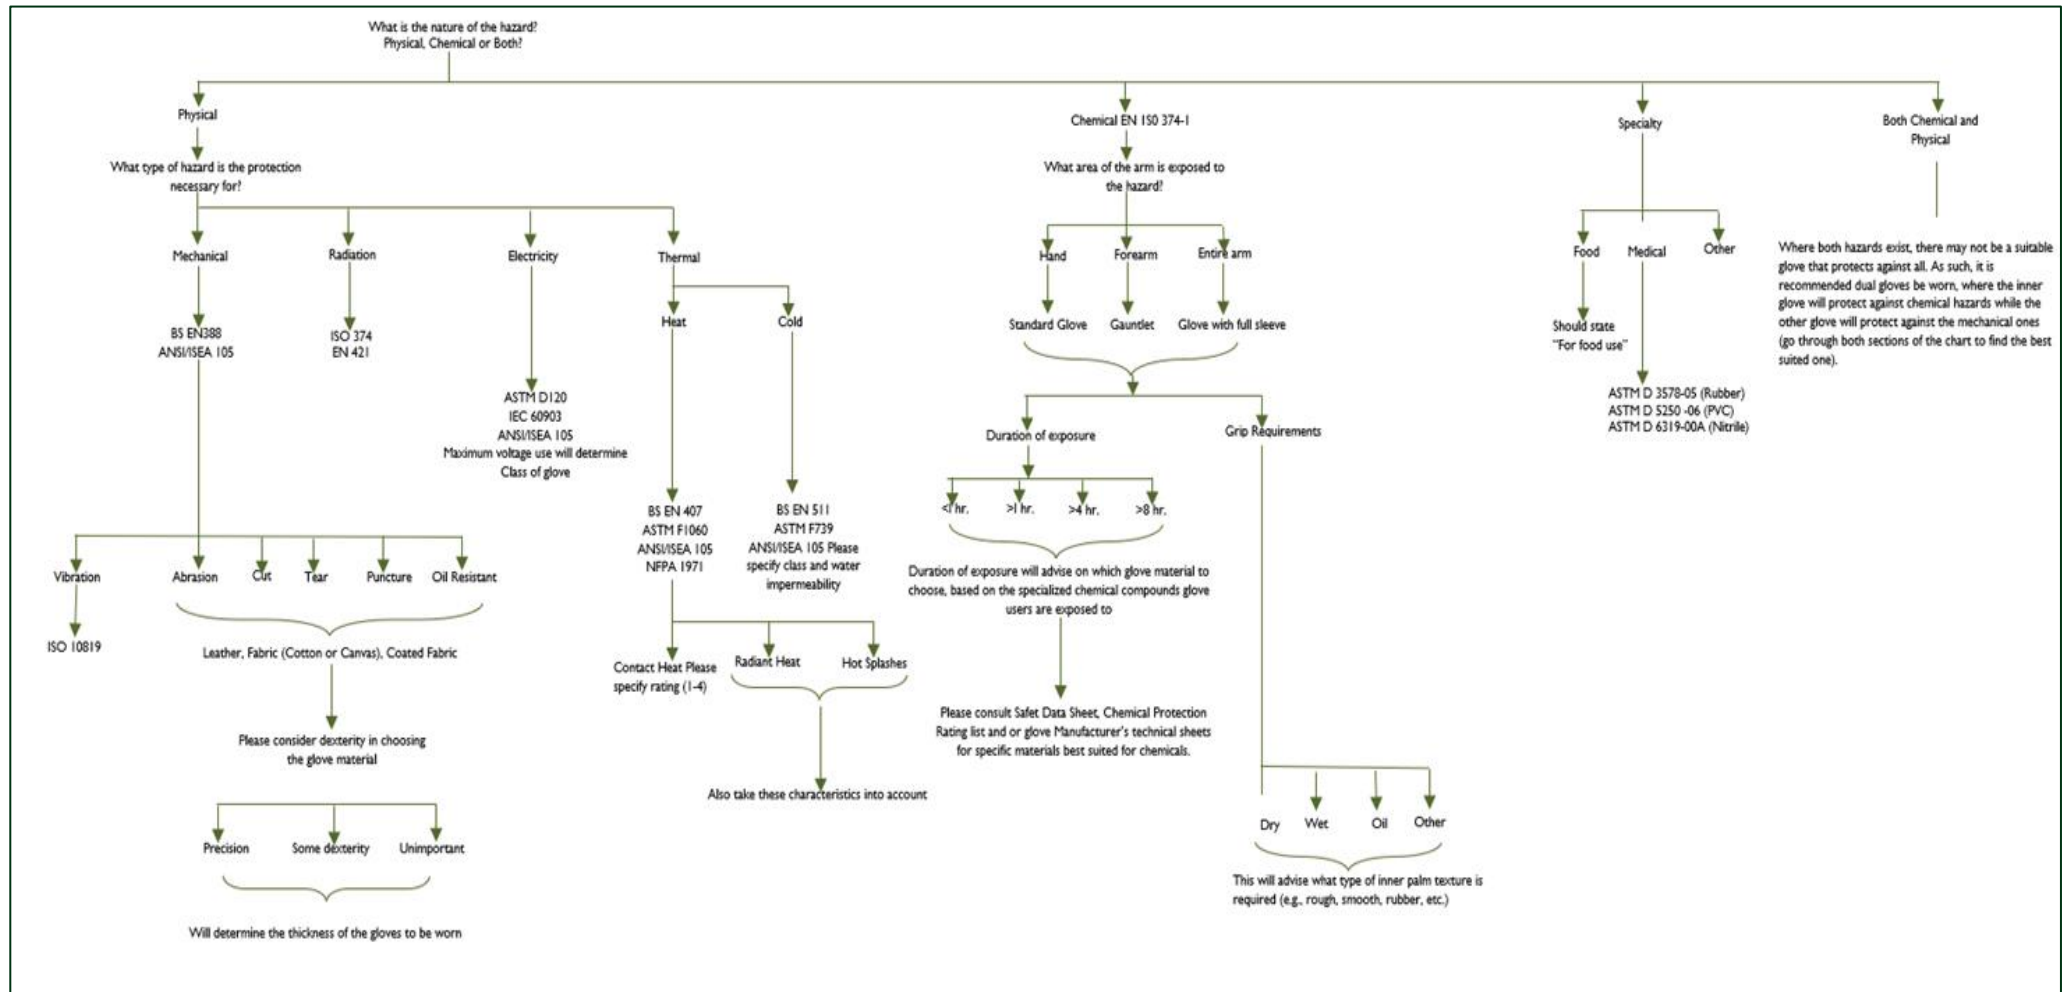 What is the nature of the hazard?
Physical, Chemical or Both?
Physical
What type of hazard is the protection
necessary for?
Mechanical
BS EN388
ANSI/ISEA 105
Vibration
ISO 10819
Abrasion
Cut
Tear
Puncture
Oil Resistant
Leather, Fabric (Cotton or Canvas), Coated Fabric
Please consider dexterity in choosing
the glove material
Precision
Some dexterity
Unimportant
Will determine the thickness of the gloves to be worn
Radiation
ISO 374
EN 421
Electricity
ASTM D120
IEC 60903
ANSI/ISEA 105
Maximum voltage use will determine
Class of glove
Thermal
Heat
BS EN 407
ASTM F1060
ANSI/ISEA 105
NFPA 1971
Contact Heat Please
specify rating (1-4)
Radiant Heat
Hot Splashes
Also take these characteristics into account
Cold
BS EN 511
ASTM F739
ANSI/ISEA 105 Please
specify class and water
impermeability
Chemical EN IS0 374-1
What area of the arm is exposed to
the hazard?
Hand
Forearm
Entire arm
Standard Glove
Gauntlet
Glove with full sleeve
Duration of exposure
<1 hr.
>1 hr.
>4 hr.
>8 hr.
Duration of exposure will advise on which glove material to
choose, based on the specialized chemical compounds glove
users are exposed to
Please consult Safet Data Sheet, Chemical Protection
Rating list and or glove Manufacturer's technical sheets
for specific materials best suited for chemicals.
Grip Requirements
Dry
Wet
Oil
Other
This will advise what type of inner palm texture is
required (e.g., rough, smooth, rubber, etc.)
Specialty
Food
Medical
Other
Should state
"For food use"
ASTM D 3578-05 (Rubber)
ASTM D 5250 -06 (PVC)
ASTM D 6319-00A (Nitrile)
Both Chemical and
Physical
Where both hazards exist, there may not be a suitable
glove that protects against all. As such, it is
recommended dual gloves be worn, where the inner
glove will protect against chemical hazards while the
other glove will protect against the mechanical ones
(go through both sections of the chart to find the best
suited one).